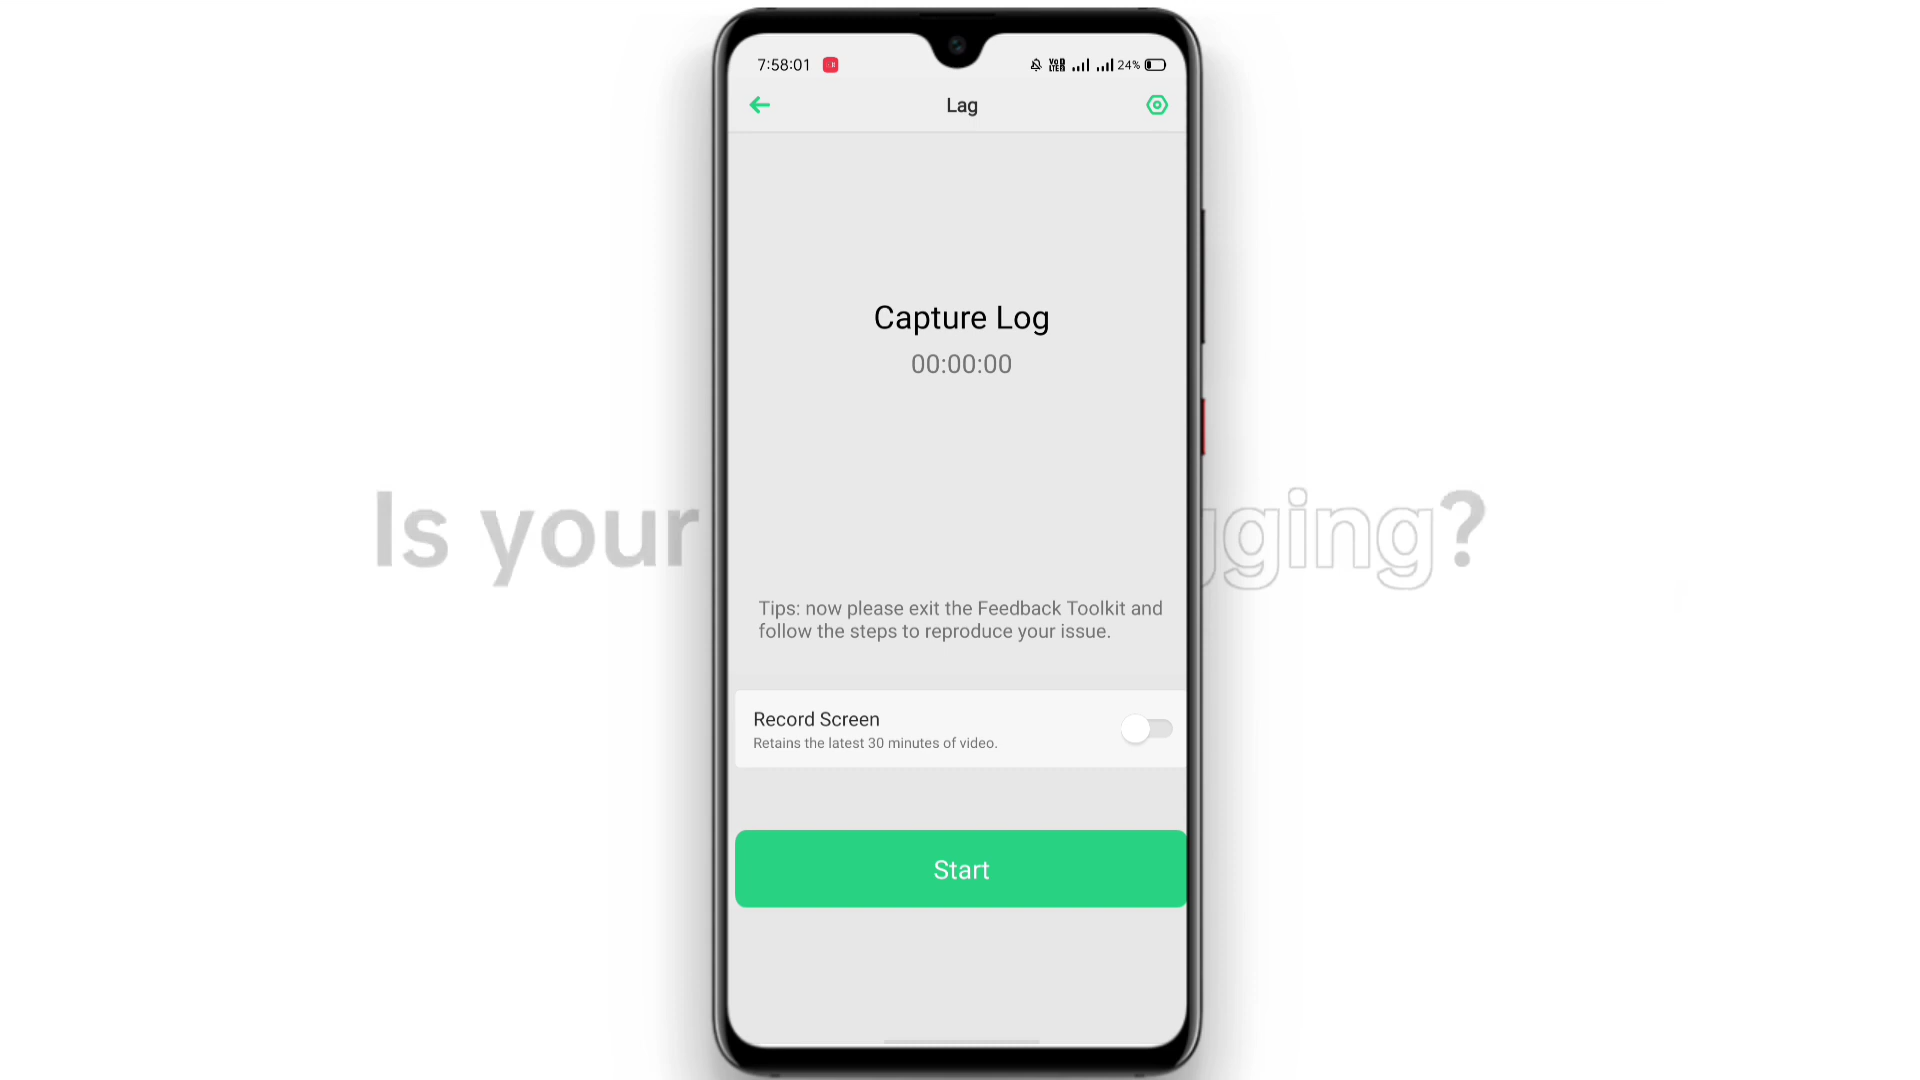 7:58:01
24%
Lag
Capture Log
00:00:00
Is your
gging?
Tips: now please exit the Feedback Toolkit and
follow the steps to reproduce your issue.
Record Screen
Retains the latest 30 minutes of video.
Start